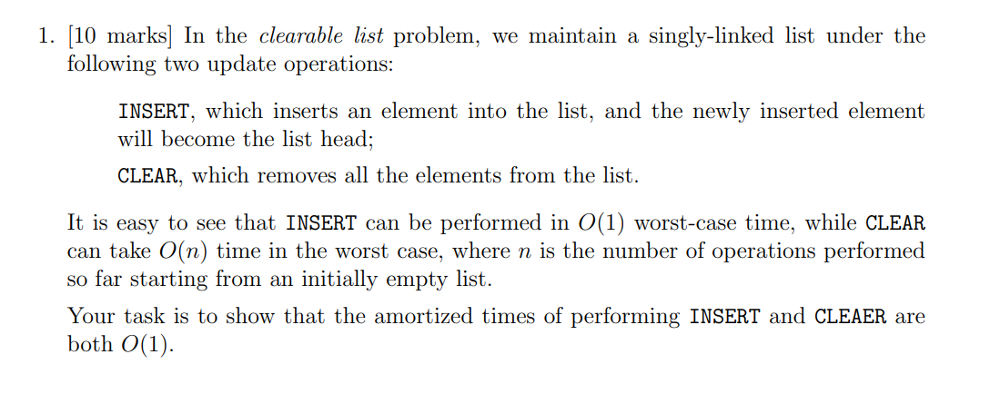 1. [10 marks] In the clearable list problem, we maintain a singly-linked list under the
following two update operations:
INSERT, which inserts an element into the list, and the newly inserted element
will become the list head;
CLEAR, which removes all the elements from the list.
It is easy to see that INSERT can be performed in O(1) worst-case time, while CLEAR
can take O(n) time in the worst case, where n is the number of operations performed
so far starting from an initially empty list.
Your task is to show that the amortized times of performing INSERT and CLEAER are
both O(1).